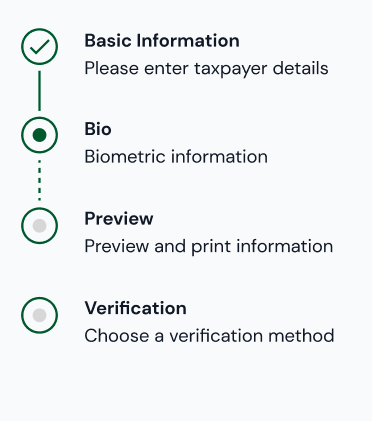 Basic Information
Please enter taxpayer details
Bio
Biometric information
Preview
Preview and print information
Verification
Choose a verification method